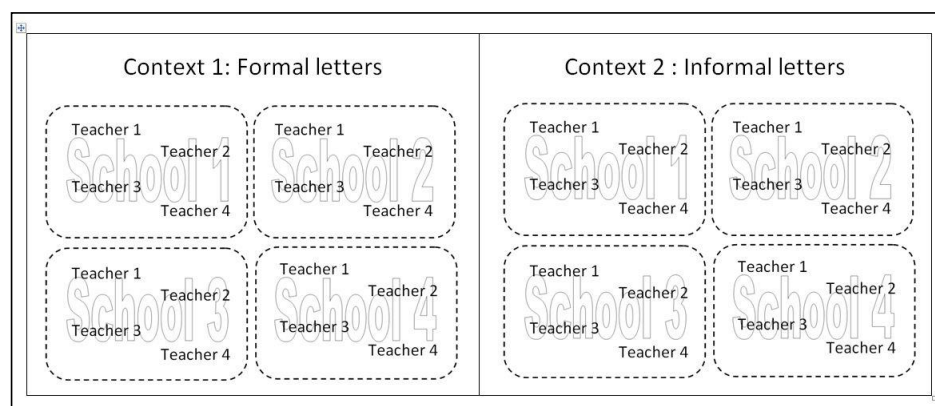 Context 1: Formal letters
Teacher 1
School 1
Teacher 2
Teacher 3
Teacher 4
Teacher 1
School 2
Teacher 2
Teacher 3
Teacher 4
Teacher 1
School 3
Teacher 2
Teacher 3
Teacher 4
Teacher 1
School 4
Teacher 2
Teacher 3
Teacher 4
Context 2 : Informal letters
Teacher 1
School 1
Teacher 2
Teacher 3
Teacher 4
Teacher 1
School 2
Teacher 2
Teacher 3
Teacher 4
Teacher 1
School 3
Teacher 2
Teacher 3
Teacher 4
Teacher 1
School 4
Teacher 2
Teacher 3
Teacher 4